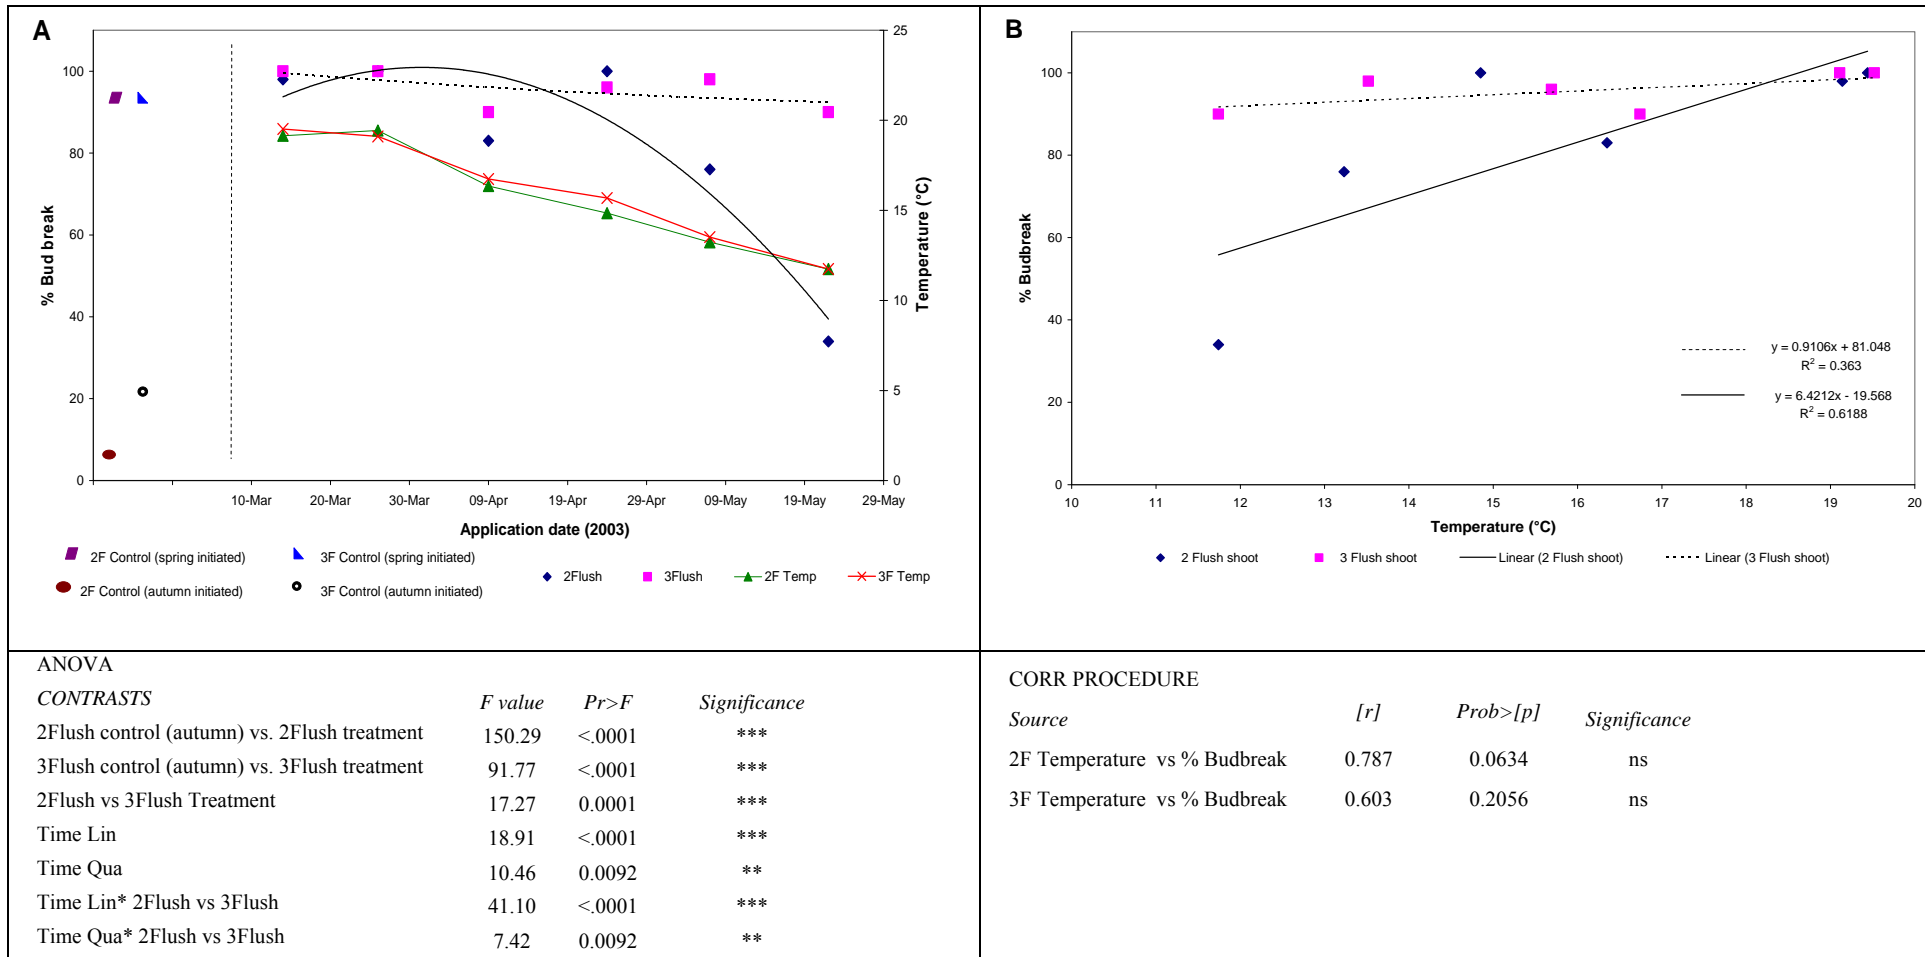 A
% Bud break
100
80
60
40
20
0
25
20
15
10
5
0
Temperature (°C)
10-Mar 20-Mar 30-Mar 09-Apr 19-Apr 29-Apr 09-May 19-May 29-May
Application date (2003)
2F Control (spring initiated) 3F Control (spring initiated)
2F Control (autumn initiated) 3F Control (autumn initiated) 2Flush 3Flush 2F Temp 3F Temp
B
% Budbreak
100
80
60
40
20
0
y = 0.9106x + 81.048
R² = 0.363
y = 6.4212x - 19.568
R² = 0.6188
10 11 12 13 14 15 16 17 18 19 20
Temperature (°C)
2 Flush shoot 3 Flush shoot Linear (2 Flush shoot) Linear (3 Flush shoot)
ANOVA
CONTRASTS F value Pr>F Significance
2Flush control (autumn) vs. 2Flush treatment 150.29 <.0001 ***
3Flush control (autumn) vs. 3Flush treatment 91.77 <.0001 ***
2Flush vs 3Flush Treatment 17.27 0.0001 ***
Time Lin 18.91 <.0001 ***
Time Qua 10.46 0.0092 **
Time Lin* 2Flush vs 3Flush 41.10 <.0001 ***
Time Qua* 2Flush vs 3Flush 7.42 0.0092 **
CORR PROCEDURE
Source [r] Prob>[p] Significance
2F Temperature vs % Budbreak 0.787 0.0634 ns
3F Temperature vs % Budbreak 0.603 0.2056 ns